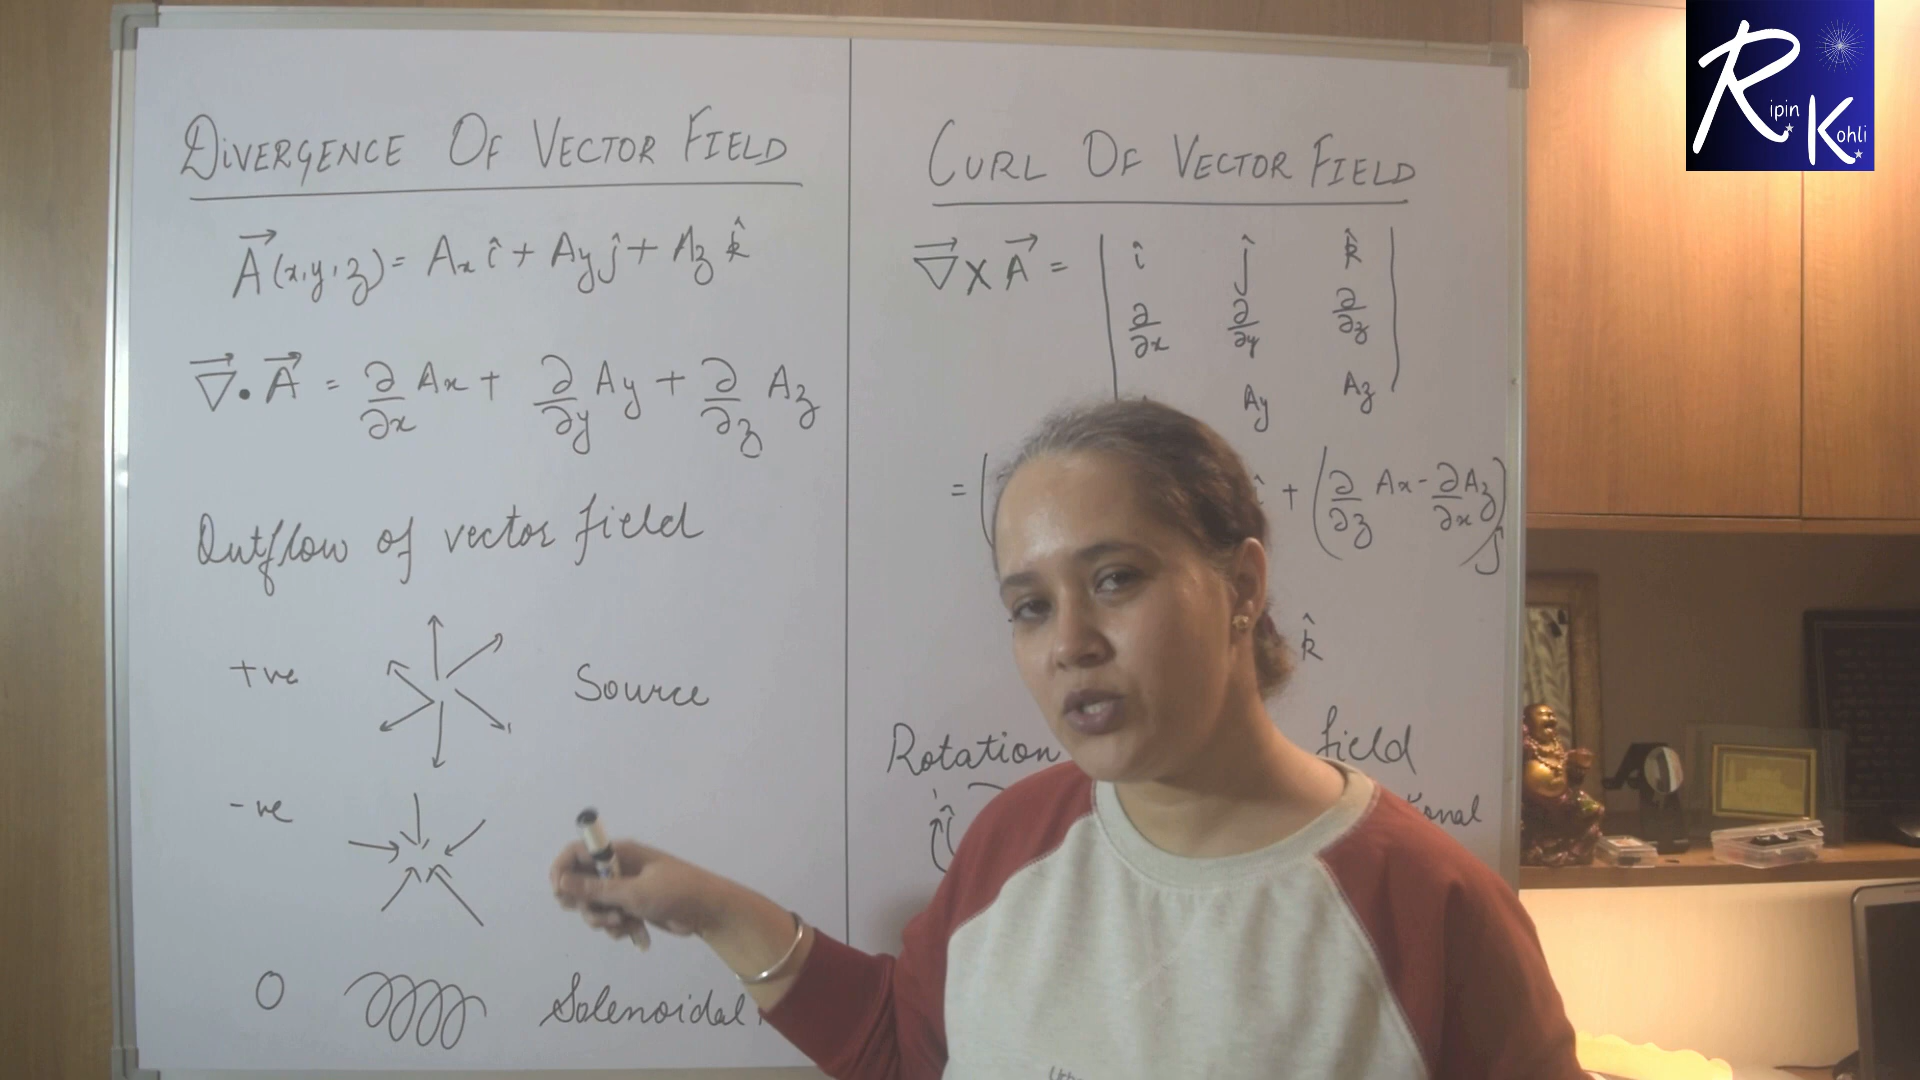 DIVERGENCE OF VECTOR FIELD
A⃗(x,y,z) = Ax î + Ay ĵ + Az k̂
∇⃗·A⃗ = ∂/∂x Ax + ∂/∂y Ay + ∂/∂z Az
Outflow of vector field
+ve Source
-ve
0 Solenoidal
CURL OF VECTOR FIELD
∇⃗ X A⃗ = | î ĵ k̂
∂/∂x ∂/∂y ∂/∂z
Ay Az |
= ( + (∂/∂z Ax - ∂Az/∂x) ĵ
k̂
Rotation field
Ripin
Kohli